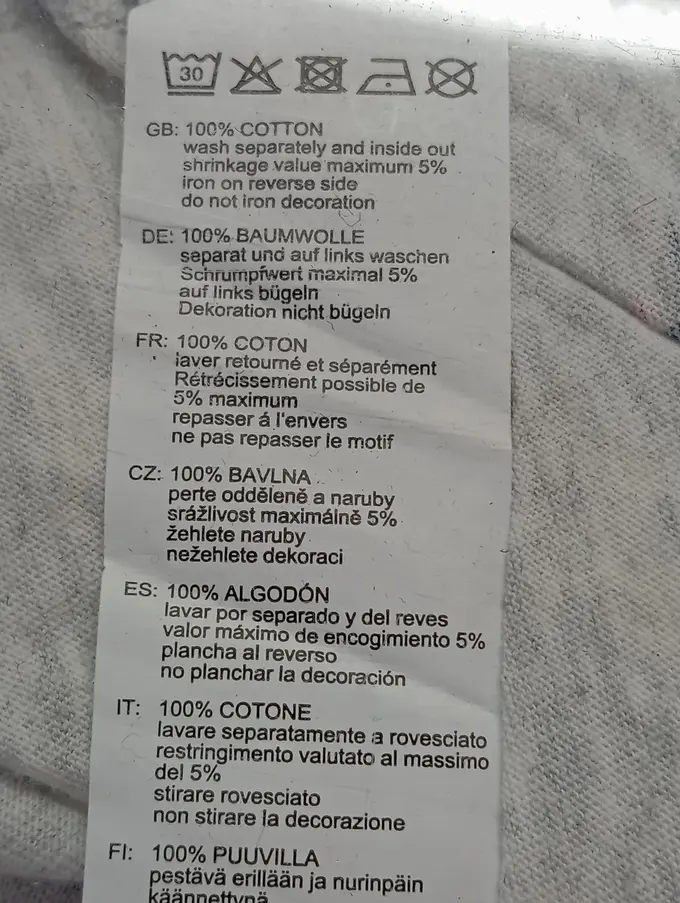 30
GB: 100% COTTON
wash separately and inside out
shrinkage value maximum 5%
iron on reverse side
do not iron decoration
DE: 100% BAUMWOLLE
separat und auf links waschen
Schrumpfwert maximal 5%
auf links bügeln
Dekoration nicht bügeln
FR: 100% COTON
laver retourné et séparément
Rétrécissement possible de
5% maximum
repasser á l'envers
ne pas repasser le motif
CZ: 100% BAVLNA
perte odděleně a naruby
srážlivost maximálně 5%
žehlete naruby
nežehlete dekoraci
ES: 100% ALGODÓN
lavar por separado y del reves
valor máximo de encogimiento 5%
plancha al reverso
no planchar la decoración
IT: 100% COTONE
lavare separatamente a rovesciato
restringimento valutato al massimo
del 5%
stirare rovesciato
non stirare la decorazione
FI: 100% PUUVILLA
pestävä erillään ja nurinpäin
käännettynä